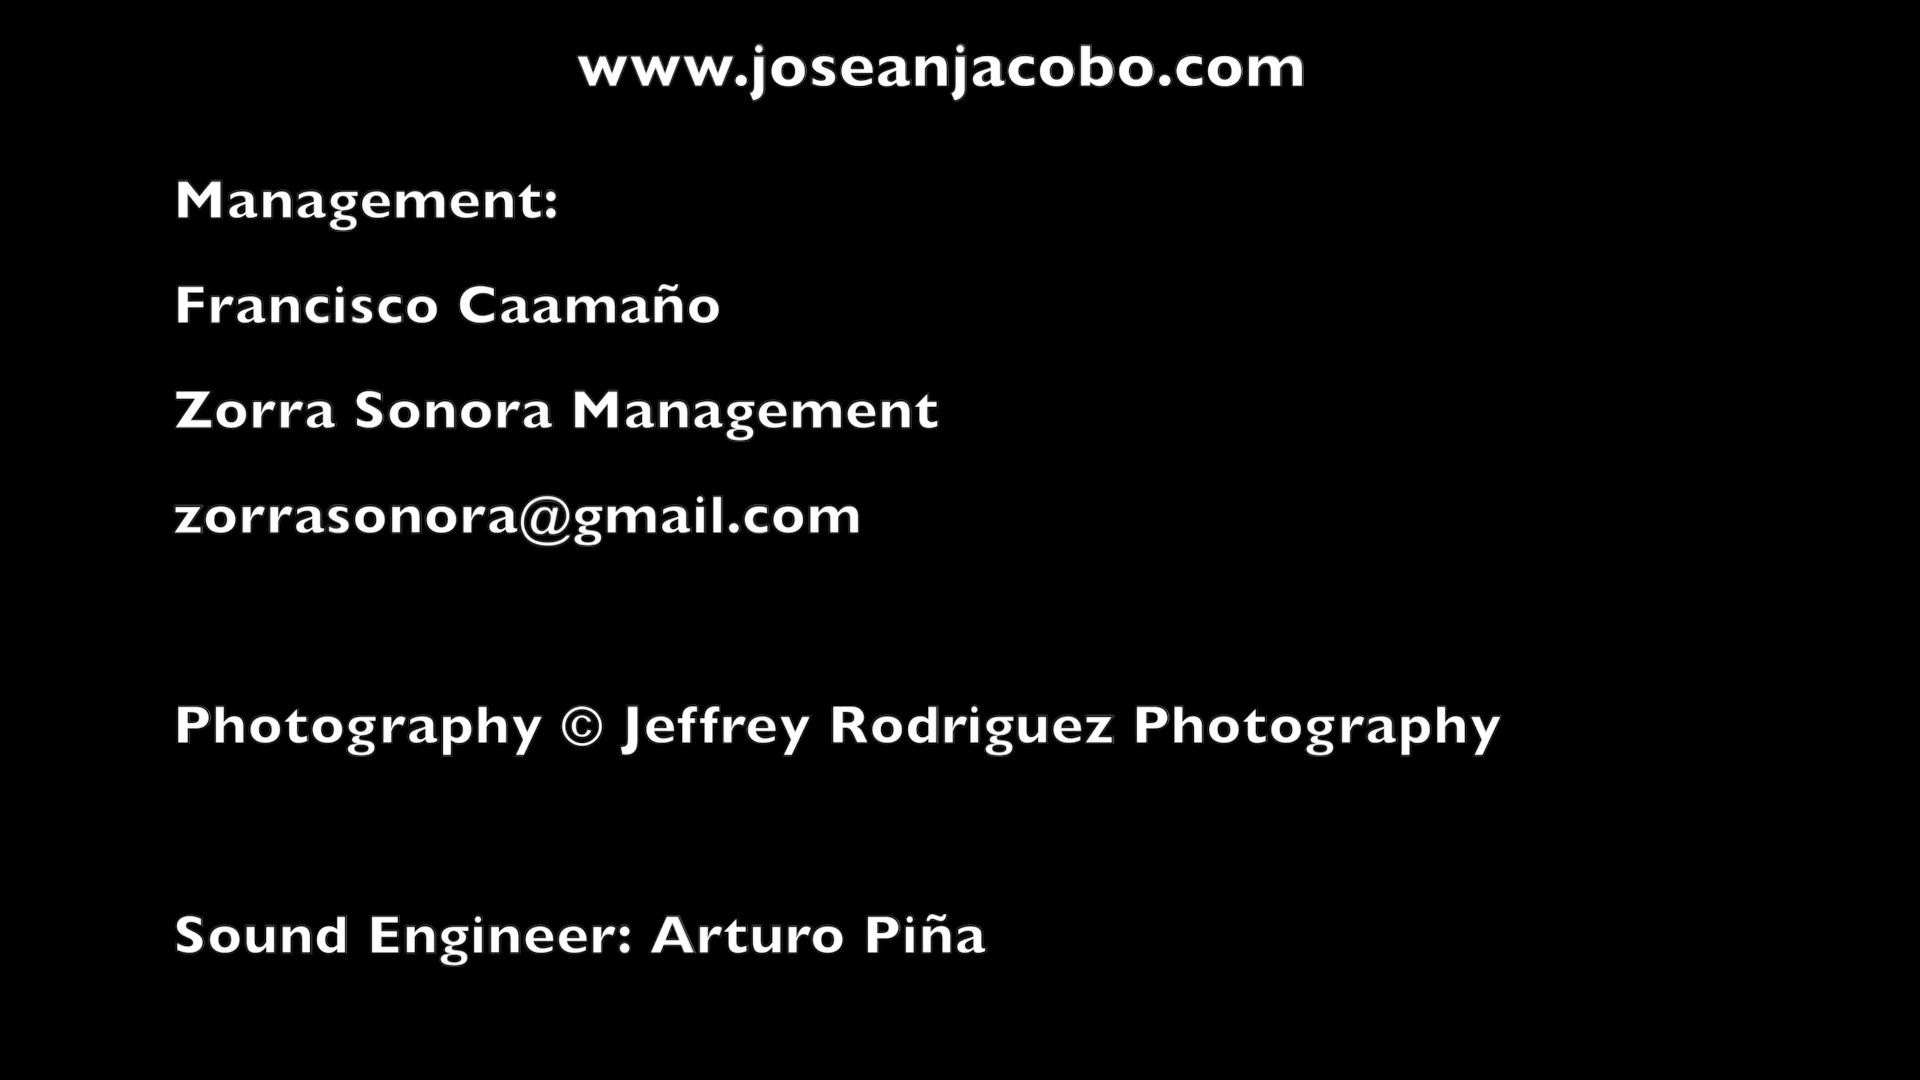 www.joseanjacobo.com
Management:
Francisco Caamaño
Zorra Sonora Management
zorrasonora@gmail.com
Photography © Jeffrey Rodriguez Photography
Sound Engineer: Arturo Piña